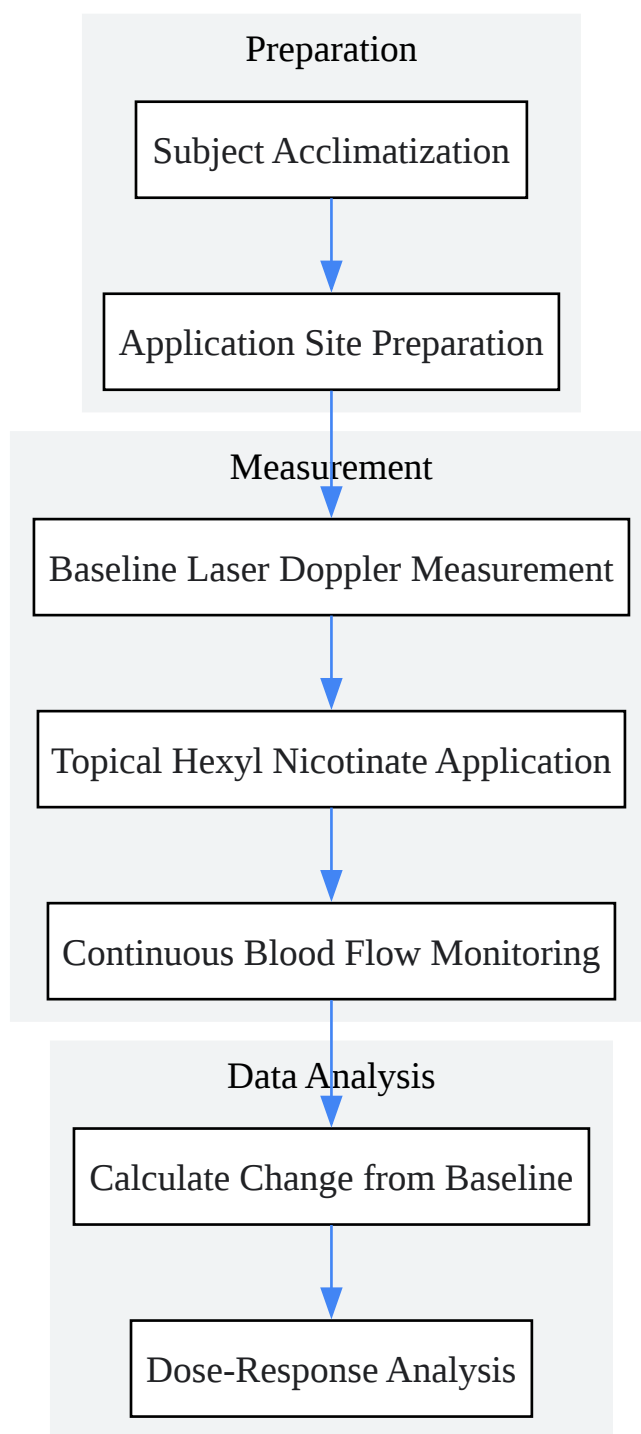 Preparation
Subject Acclimatization
Application Site Preparation
Measurement
Baseline Laser Doppler Measurement
Topical Hexyl Nicotinate Application
Continuous Blood Flow Monitoring
Data Analysis
Calculate Change from Baseline
Dose-Response Analysis